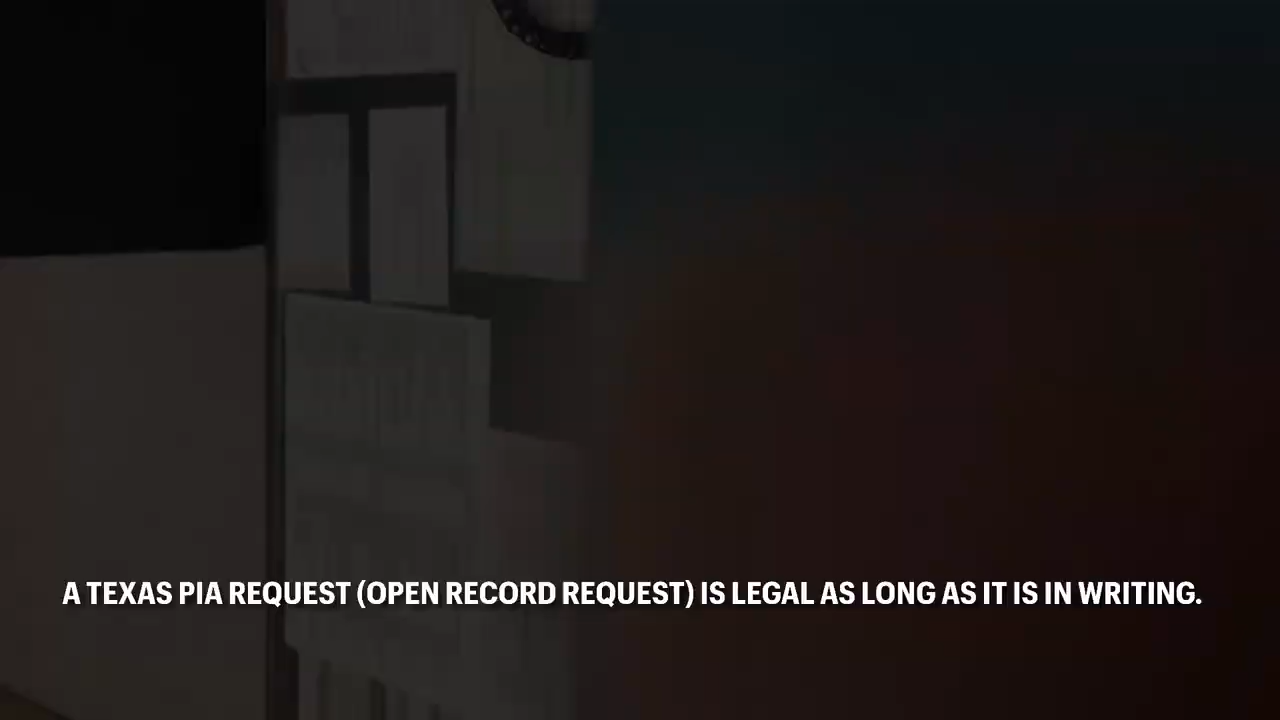 A TEXAS PIA REQUEST (OPEN RECORD REQUEST) IS LEGAL AS LONG AS IT IS IN WRITING.